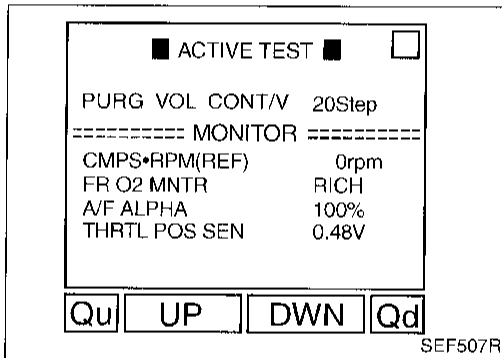 ■ ACTIVE TEST ■
PURG VOL CONT/V 20Step
========= MONITOR =========
CMPS•RPM(REF) 0rpm
FR O2 MNTR RICH
A/F ALPHA 100%
THRTL POS SEN 0.48V
Qu UP DWN Qd
SEF507R